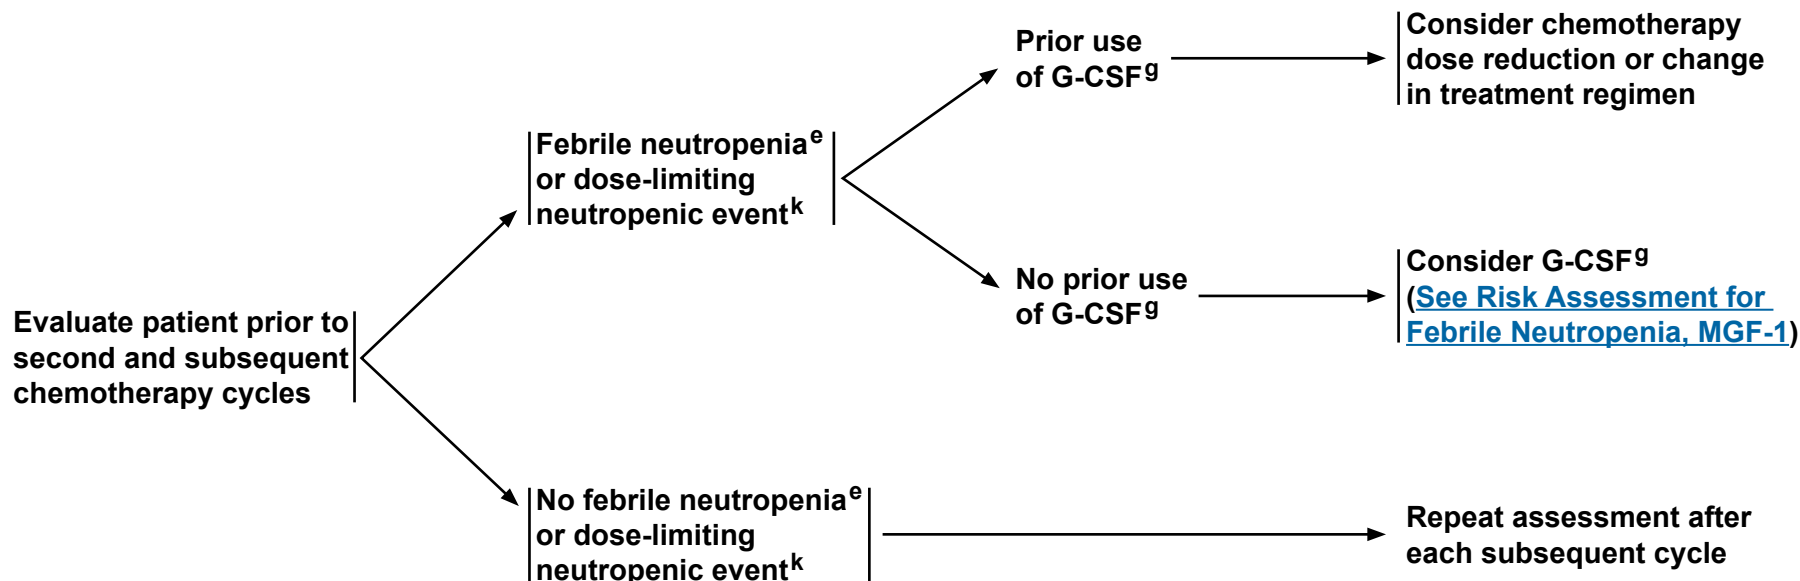 Evaluate patient prior to
second and subsequent
chemotherapy cycles
Febrile neutropeniaᵉ
or dose-limiting
neutropenic eventᵏ
Prior use
of G-CSFᵍ
Consider chemotherapy
dose reduction or change
in treatment regimen
No prior use
of G-CSFᵍ
Consider G-CSFᵍ
(See Risk Assessment for
Febrile Neutropenia, MGF-1)
No febrile neutropeniaᵉ
or dose-limiting
neutropenic eventᵏ
Repeat assessment after
each subsequent cycle